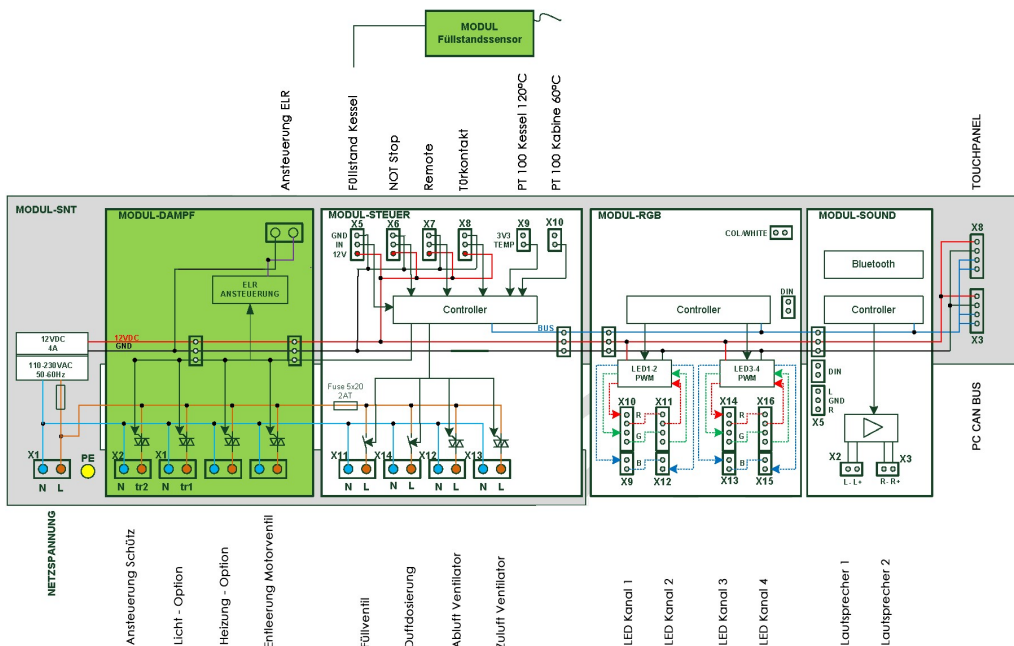 MODUL
Füllstandssensor
Ansteuerung ELR
Füllstand Kessel
NOT Stop
Remote
Türkontakt
PT 100 Kessel 120ºC
PT 100 Kabine 60ºC
TOUCHPANEL
MODUL-SNT
MODUL-DAMPF
MODUL-STEUER
MODUL-RGB
MODUL-SOUND
X5
X6
X7
X8
X9
X10
GND
IN
12V
3V3
TEMP
COL/WHITE
X8
Bluetooth
ELR
ANSTEUERUNG
Controller
Controller
DIN
Controller
BUS
X3
12VDC
4A
12VDC
GND
110-230VAC
50-60Hz
LED1-2
PWM
LED3-4
PWM
DIN
L
GND
R
X5
Fuse 5x20
2AT
X10
X11
X14
X16
R
G
B
R
G
B
X9
X12
X13
X15
X1
PE
X2
X1
X11
X14
X12
X13
X2
X3
N
L
N
tr2
N
tr1
N
L
N
L
N
L
N
L
L- L+
R- R+
PC CAN BUS
NETZSPANNUNG
Ansteuerung Schütz
Licht - Option
Heizung - Option
Entleerung Motorventil
Füllventil
Duftdosierung
Abluft Ventilator
Zuluft Ventilator
LED Kanal 1
LED Kanal 2
LED Kanal 3
LED Kanal 4
Lautsprecher 1
Lautsprecher 2